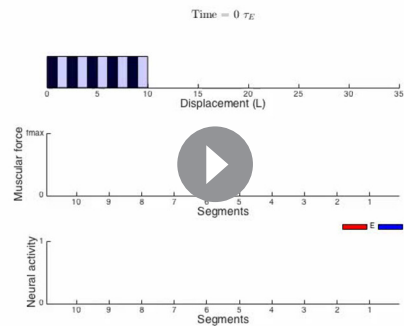 Time = 0 τE
0 5 10 15 20 25 30 35
Displacement (L)
Muscular force
fmax
0
10 9 8 7 6 5 4 3 2 1
Segments
E
Neural activity
1
0
10 9 8 7 6 5 4 3 2 1
Segments